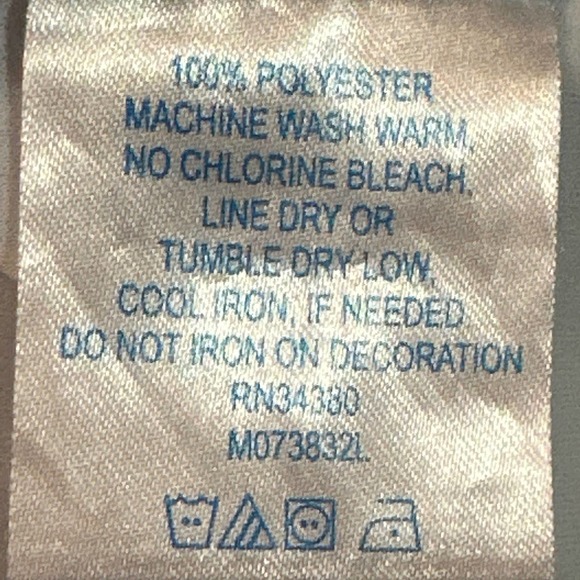 100% POLYESTER
MACHINE WASH WARM,
NO CHLORINE BLEACH,
LINE DRY OR
TUMBLE DRY LOW,
COOL IRON, IF NEEDED
DO NOT IRON ON DECORATION
RN34380
M073832L